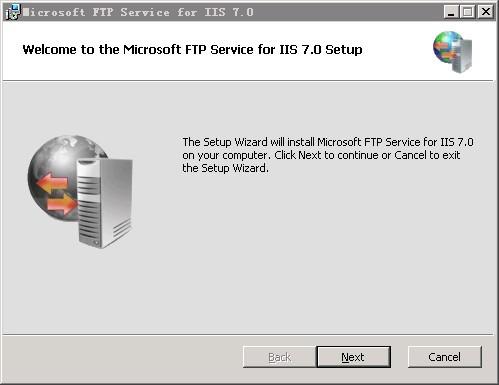 Microsoft FTP Service for IIS 7.0
Welcome to the Microsoft FTP Service for IIS 7.0 Setup
The Setup Wizard will install Microsoft FTP Service for IIS 7.0
on your computer. Click Next to continue or Cancel to exit
the Setup Wizard.
Back Next Cancel